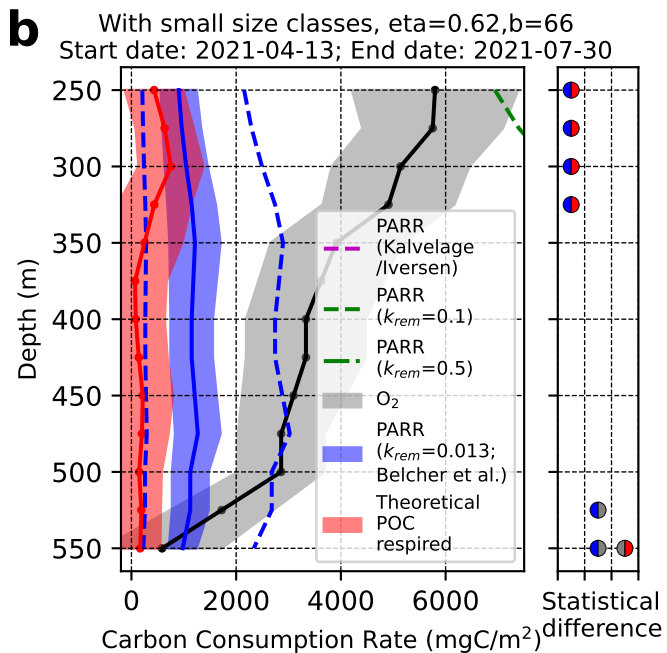 b
With small size classes, eta=0.62,b=66
Start date: 2021-04-13; End date: 2021-07-30
250
300
350
400
450
500
550
Depth (m)
0
2000
4000
6000
Carbon Consumption Rate (mgC/m²)
PARR
(Kalvelage
/Iversen)
PARR
(k_rem=0.1)
PARR
(k_rem=0.5)
O₂
PARR
(k_rem=0.013;
Belcher et al.)
Theoretical
POC
respired
Statistical
difference